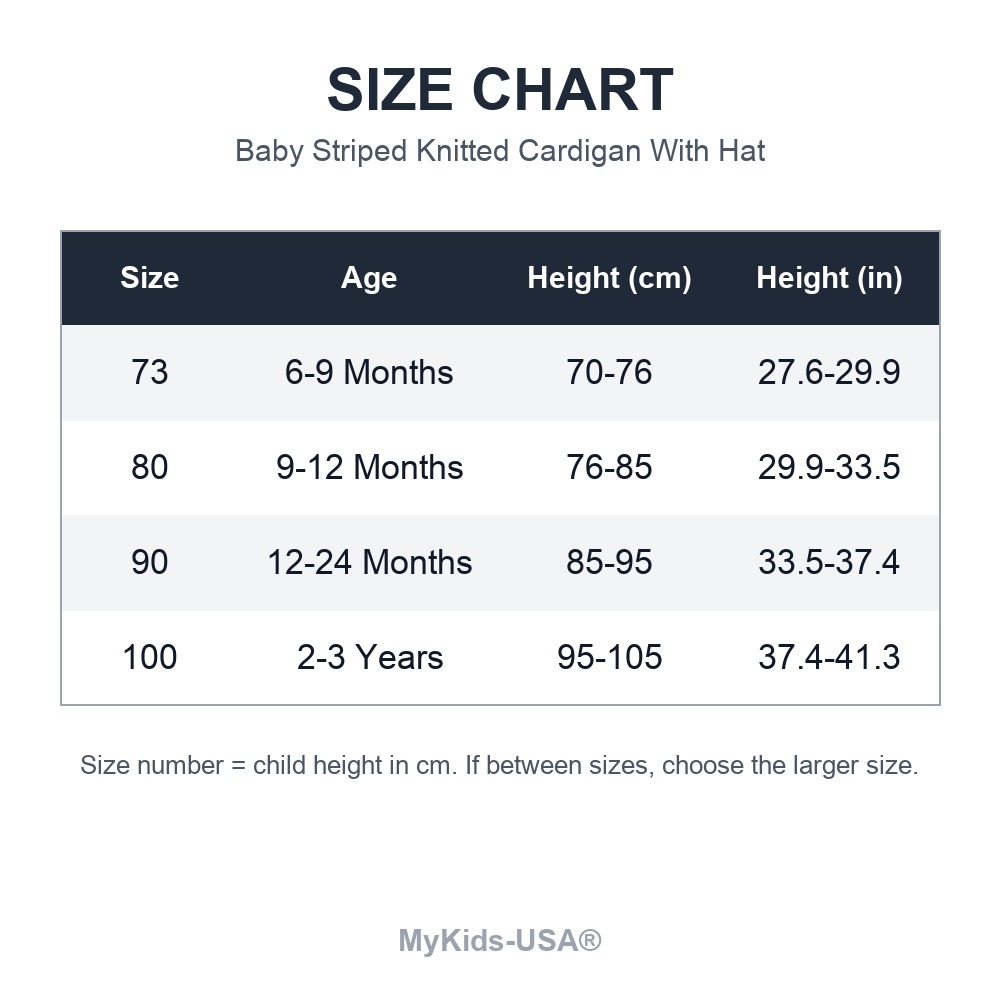 SIZE CHART
Baby Striped Knitted Cardigan With Hat
Size Age Height (cm) Height (in)
73 6-9 Months 70-76 27.6-29.9
80 9-12 Months 76-85 29.9-33.5
90 12-24 Months 85-95 33.5-37.4
100 2-3 Years 95-105 37.4-41.3
Size number = child height in cm. If between sizes, choose the larger size.
MyKids-USA®